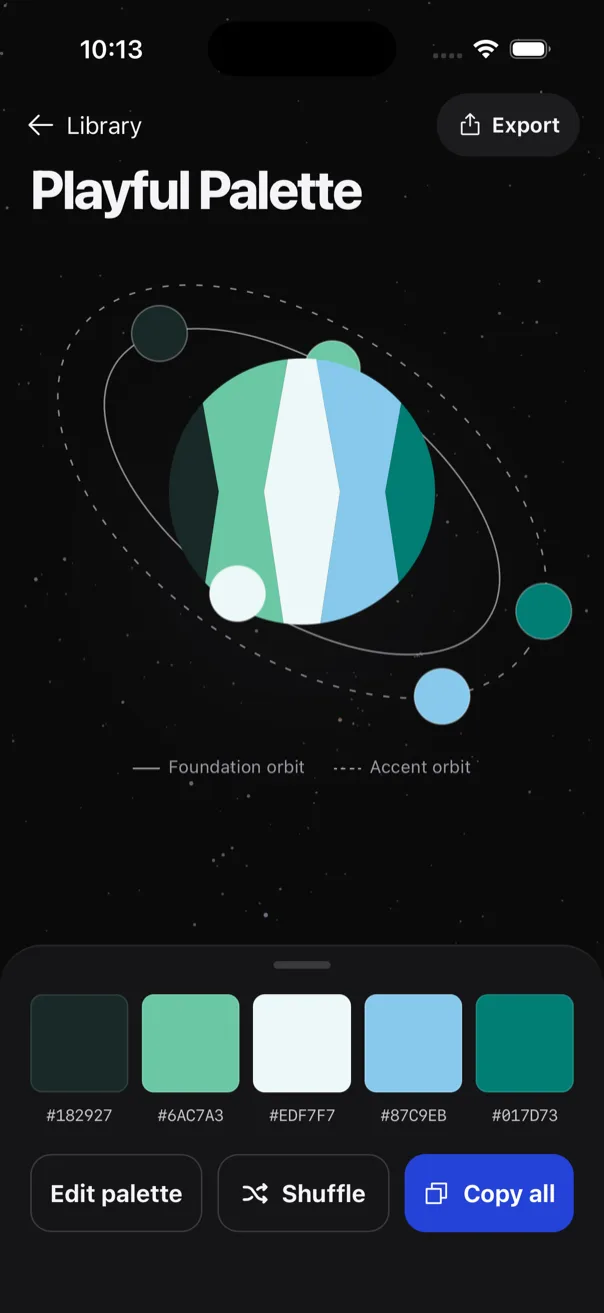 10:13
Library
Export
Playful Palette
Foundation orbit
Accent orbit
#182927
#6AC7A3
#EDF7F7
#87C9EB
#017D73
Edit palette
Shuffle
Copy all